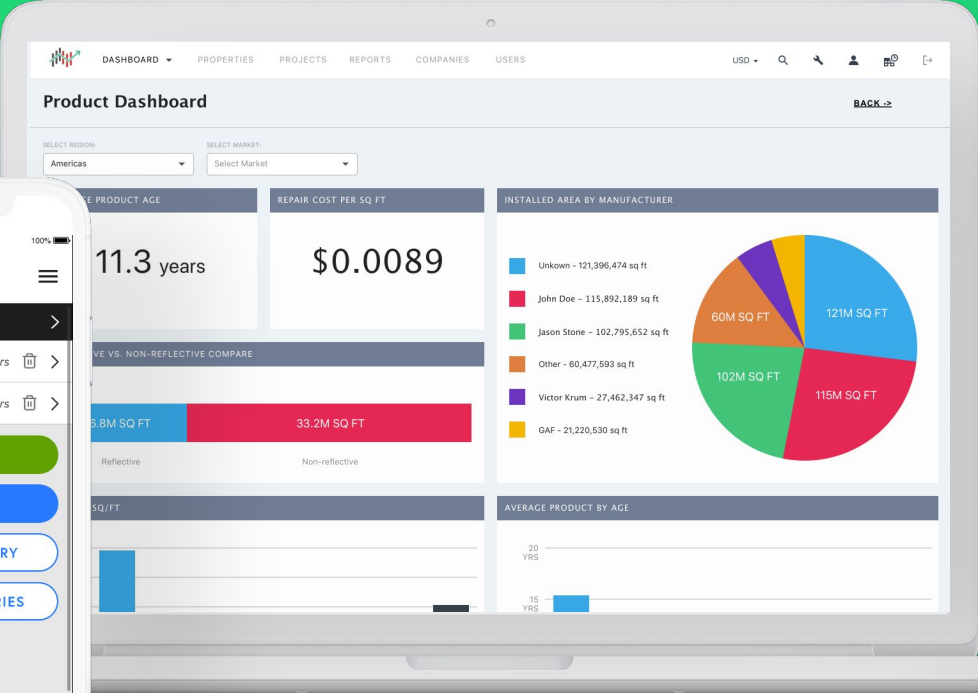 DASHBOARD PROPERTIES PROJECTS REPORTS COMPANIES USERS USD
Product Dashboard
BACK ->
SELECT REGION: SELECT MARKET:
Americas Select Market
PRODUCT AGE
11.3 years
REPAIR COST PER SQ FT
$0.0089
INSTALLED AREA BY MANUFACTURER
Unkown - 121,396,474 sq ft
John Doe - 115,892,189 sq ft
Jason Stone - 102,795,652 sq ft
Other - 60,477,593 sq ft
Victor Krum - 27,462,347 sq ft
GAF - 21,220,530 sq ft
121M SQ FT
115M SQ FT
102M SQ FT
60M SQ FT
VS. NON-REFLECTIVE COMPARE
6.8M SQ FT 33.2M SQ FT
Reflective Non-reflective
SQ/FT
AVERAGE PRODUCT BY AGE
20
YRS
15
YRS
100%
rs
rs
RY
RIES